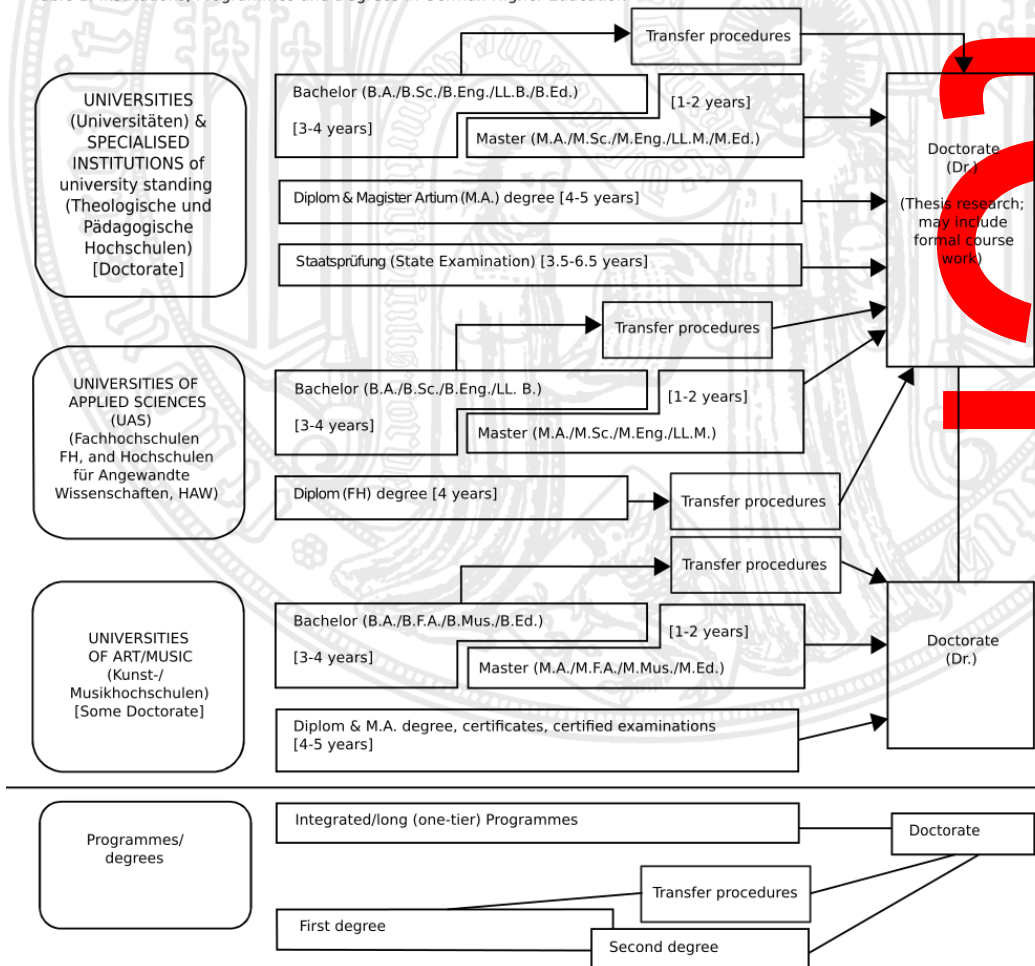 Transfer procedures
Bachelor (B.A./B.Sc./B.Eng./LL.B./B.Ed.)
[3-4 years]
[1-2 years]
Master (M.A./M.Sc./M.Eng./LL.M./M.Ed.)
UNIVERSITIES
(Universitäten) &
SPECIALISED
INSTITUTIONS of
university standing
(Theologische und
Pädagogische
Hochschulen)
[Doctorate]
Diplom & Magister Artium (M.A.) degree [4-5 years]
Staatsprüfung (State Examination) [3.5-6.5 years]
Doctorate
(Dr.)
(Thesis research;
may include
formal course
work)
Transfer procedures
UNIVERSITIES OF
APPLIED SCIENCES
(UAS)
(Fachhochschulen
FH, and Hochschulen
für Angewandte
Wissenschaften, HAW)
Bachelor (B.A./B.Sc./B.Eng./LL. B.)
[3-4 years]
[1-2 years]
Master (M.A./M.Sc./M.Eng./LL.M.)
Diplom (FH) degree [4 years]
Transfer procedures
Transfer procedures
UNIVERSITIES
OF ART/MUSIC
(Kunst-/
Musikhochschulen)
[Some Doctorate]
Bachelor (B.A./B.F.A./B.Mus./B.Ed.)
[3-4 years]
[1-2 years]
Master (M.A./M.F.A./M.Mus./M.Ed.)
Diplom & M.A. degree, certificates, certified examinations
[4-5 years]
Doctorate
(Dr.)
Programmes/
degrees
Integrated/long (one-tier) Programmes
Doctorate
Transfer procedures
First degree
Second degree